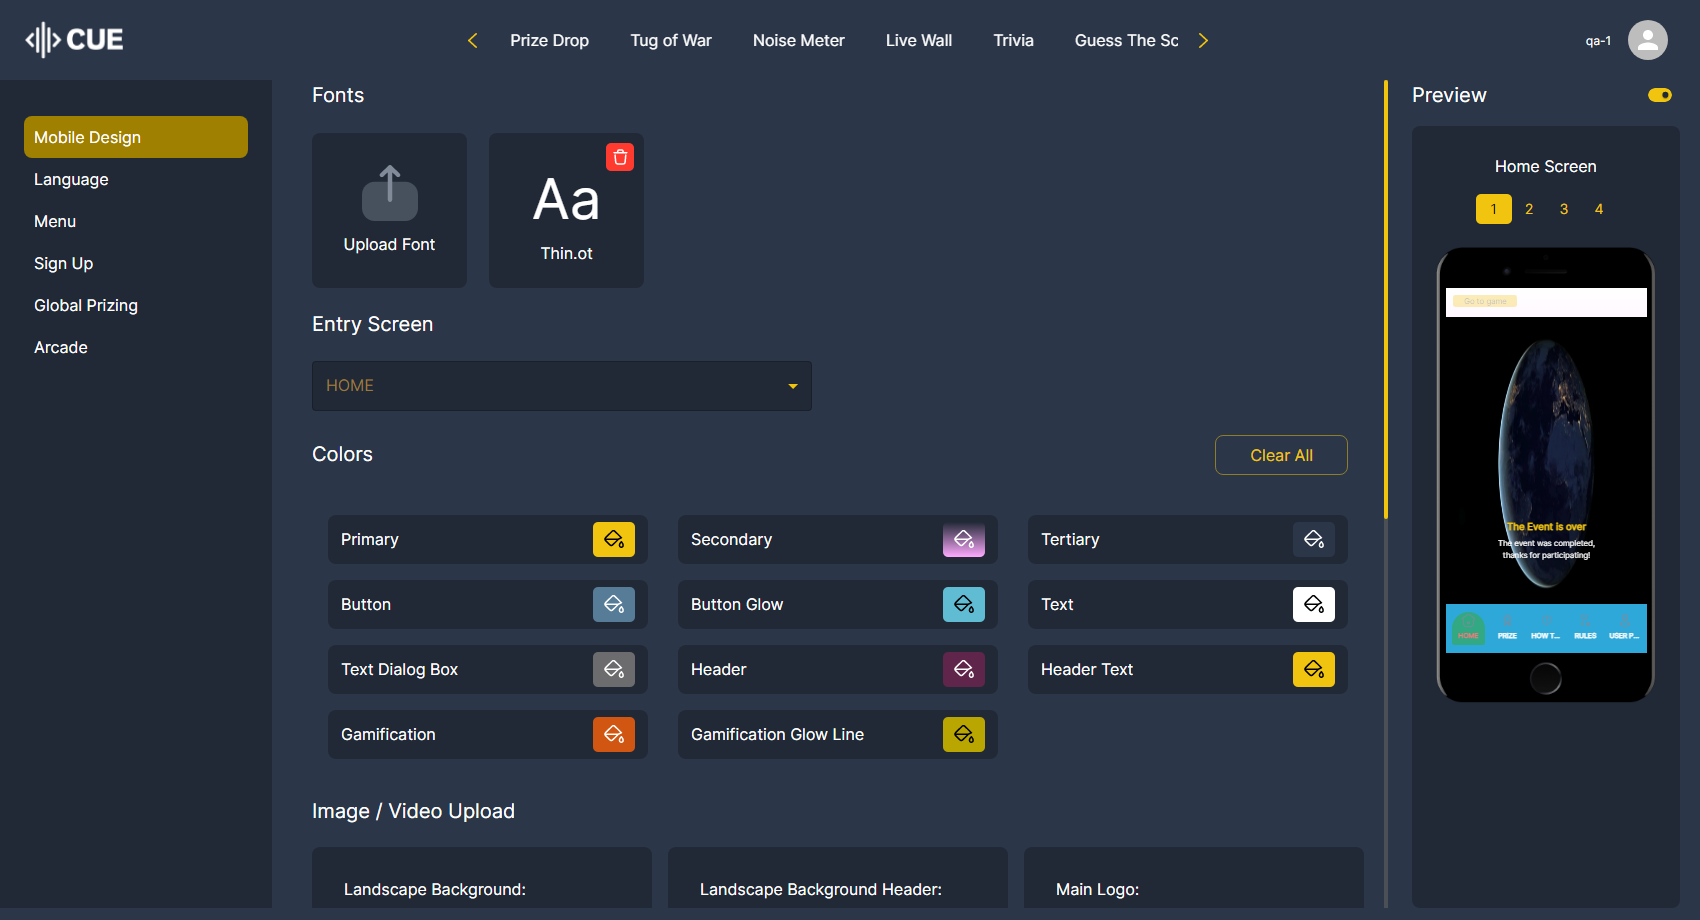 CUE
Prize Drop
Tug of War
Noise Meter
Live Wall
Trivia
Guess The Sc
qa-1
Mobile Design
Language
Menu
Sign Up
Global Prizing
Arcade
Fonts
Upload Font
Aa
Thin.ot
Entry Screen
HOME
Colors
Clear All
Primary
Secondary
Tertiary
Button
Button Glow
Text
Text Dialog Box
Header
Header Text
Gamification
Gamification Glow Line
Image / Video Upload
Landscape Background:
Landscape Background Header:
Main Logo:
Preview
Home Screen
1 2 3 4
Go to game
The Event is over
The event was completed,
thanks for participating!
HOME
PRIZE
HOW T...
RULES
USER P...